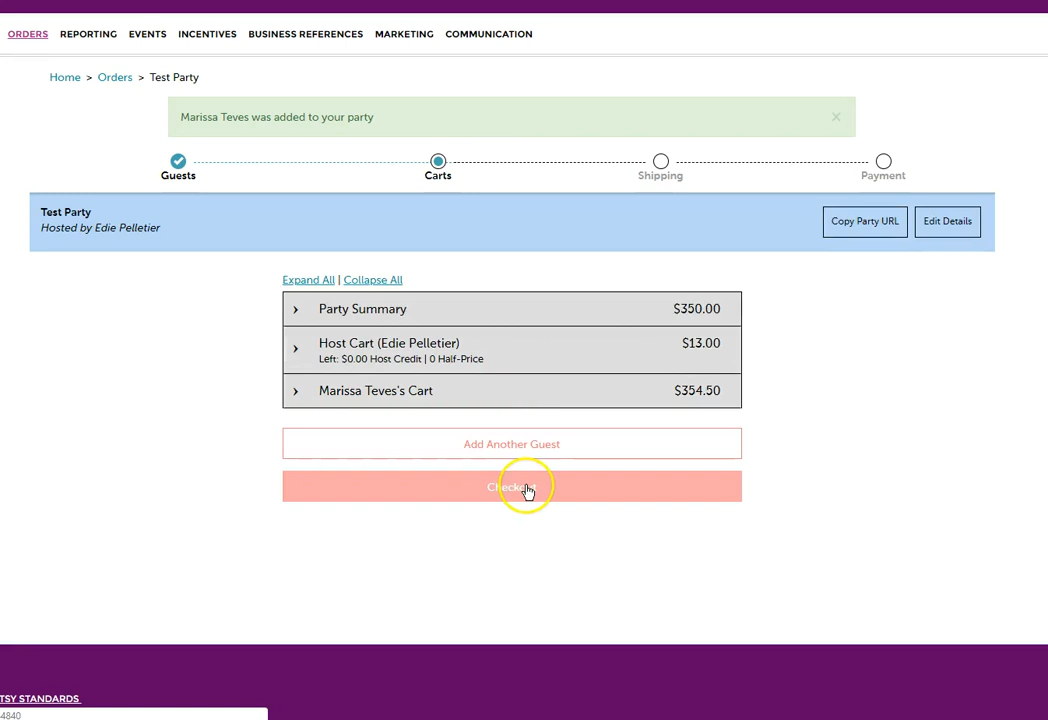 ORDERS REPORTING EVENTS INCENTIVES BUSINESS REFERENCES MARKETING COMMUNICATION
Home > Orders > Test Party
Marissa Teves was added to your party ×
Guests Carts Shipping Payment
Test Party
Hosted by Edie Pelletier
Copy Party URL Edit Details
Expand All | Collapse All
Party Summary $350.00
Host Cart (Edie Pelletier) $13.00
Left: $0.00 Host Credit | 0 Half-Price
Marissa Teves's Cart $354.50
Add Another Guest
Checkout
TSY STANDARDS
4840